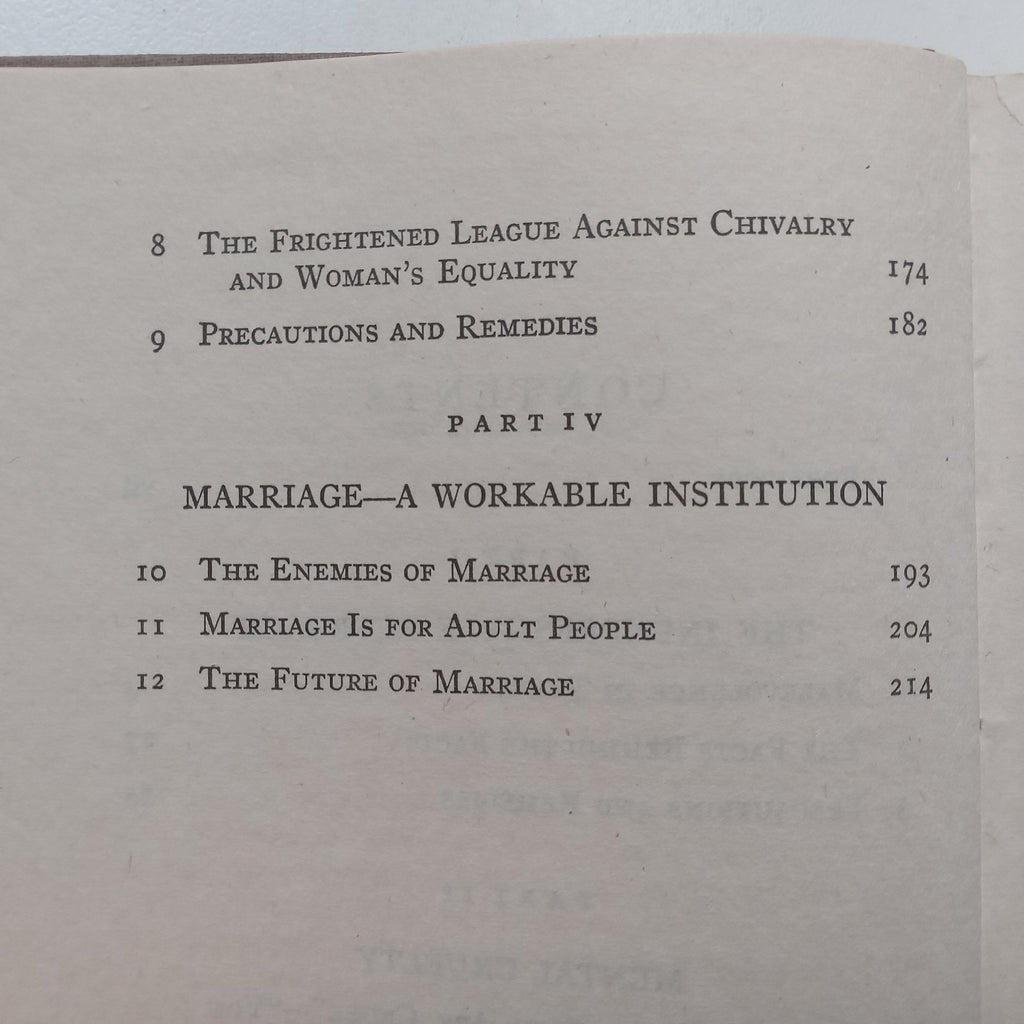 8 The Frightened League Against Chivalry
and Woman's Equality 174
9 Precautions and Remedies 182
PART IV
MARRIAGE—A WORKABLE INSTITUTION
10 The Enemies of Marriage 193
11 Marriage Is for Adult People 204
12 The Future of Marriage 214